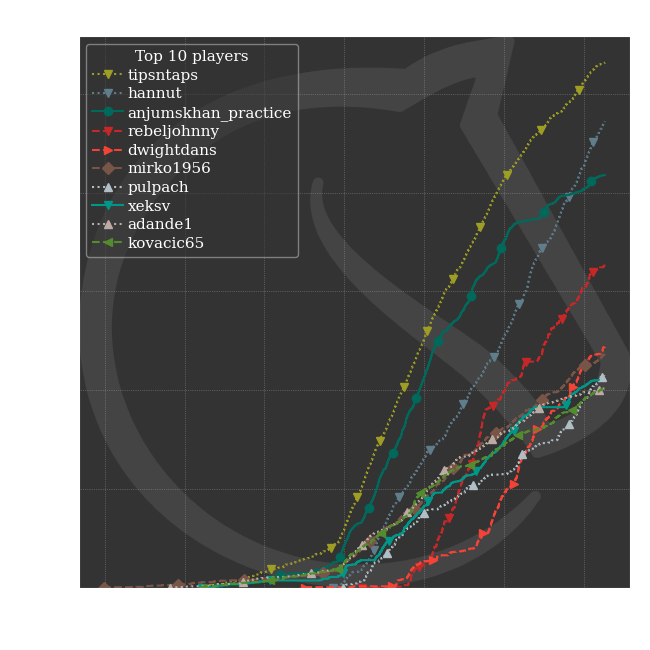 Top 10 players
tipsntaps
hannut
anjumskhan_practice
rebeljohnny
dwightdans
mirko1956
pulpach
xeksv
adande1
kovacic65